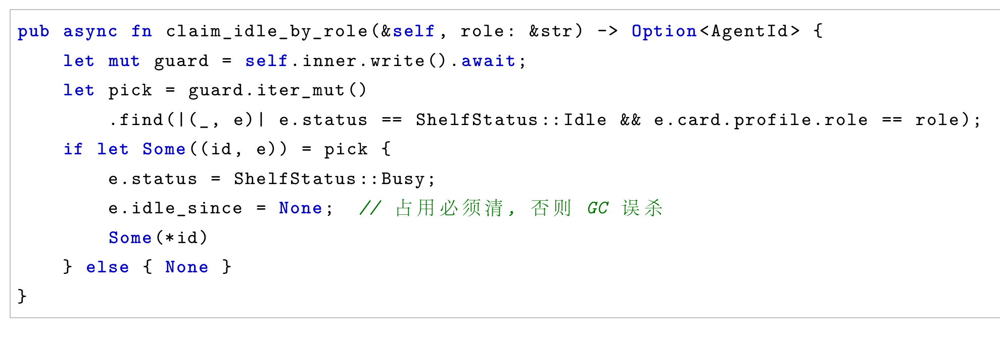 pub async fn claim_idle_by_role(&self, role: &str) -> Option<AgentId> {
    let mut guard = self.inner.write().await;
    let pick = guard.iter_mut()
        .find(|(_, e)| e.status == ShelfStatus::Idle && e.card.profile.role == role);
    if let Some((id, e)) = pick {
        e.status = ShelfStatus::Busy;
        e.idle_since = None;  // 占用必须清, 否则 GC 误杀
        Some(*id)
    } else { None }
}